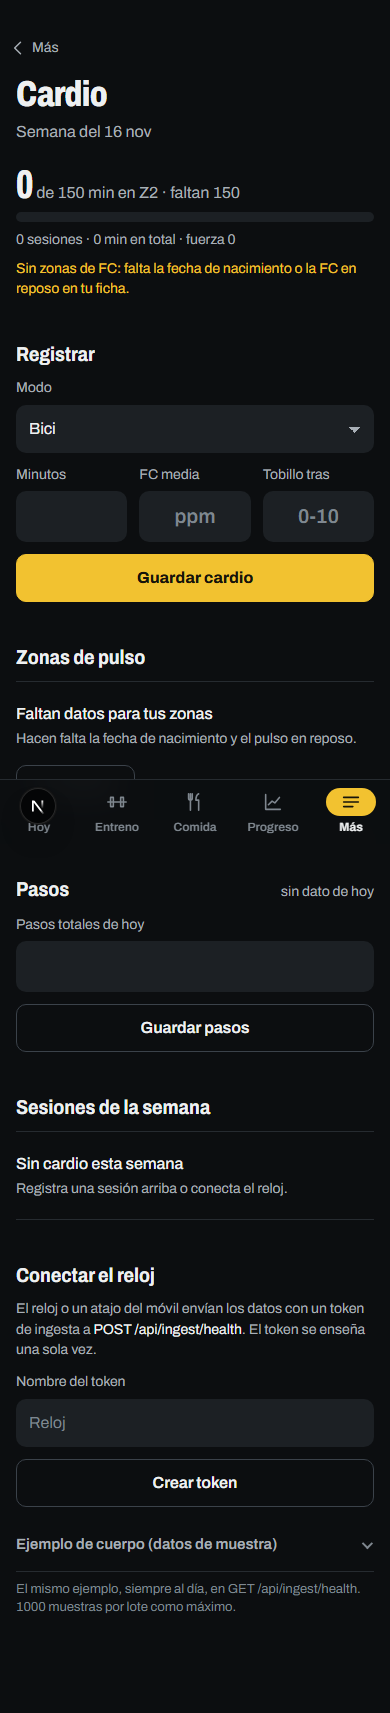 Más
Cardio
Semana del 16 nov
0 de 150 min en Z2 · faltan 150
0 sesiones · 0 min en total · fuerza 0
Sin zonas de FC: falta la fecha de nacimiento o la FC en
reposo en tu ficha.
Registrar
Modo
Bici
Minutos
FC media
Tobillo tras
ppm
0-10
Guardar cardio
Zonas de pulso
Faltan datos para tus zonas
Hacen falta la fecha de nacimiento y el pulso en reposo.
N
Hoy
Entreno
Comida
Progreso
Más
Pasos
sin dato de hoy
Pasos totales de hoy
Guardar pasos
Sesiones de la semana
Sin cardio esta semana
Registra una sesión arriba o conecta el reloj.
Conectar el reloj
El reloj o un atajo del móvil envían los datos con un token
de ingesta a POST /api/ingest/health. El token se enseña
una sola vez.
Nombre del token
Reloj
Crear token
Ejemplo de cuerpo (datos de muestra)
El mismo ejemplo, siempre al día, en GET /api/ingest/health.
1000 muestras por lote como máximo.